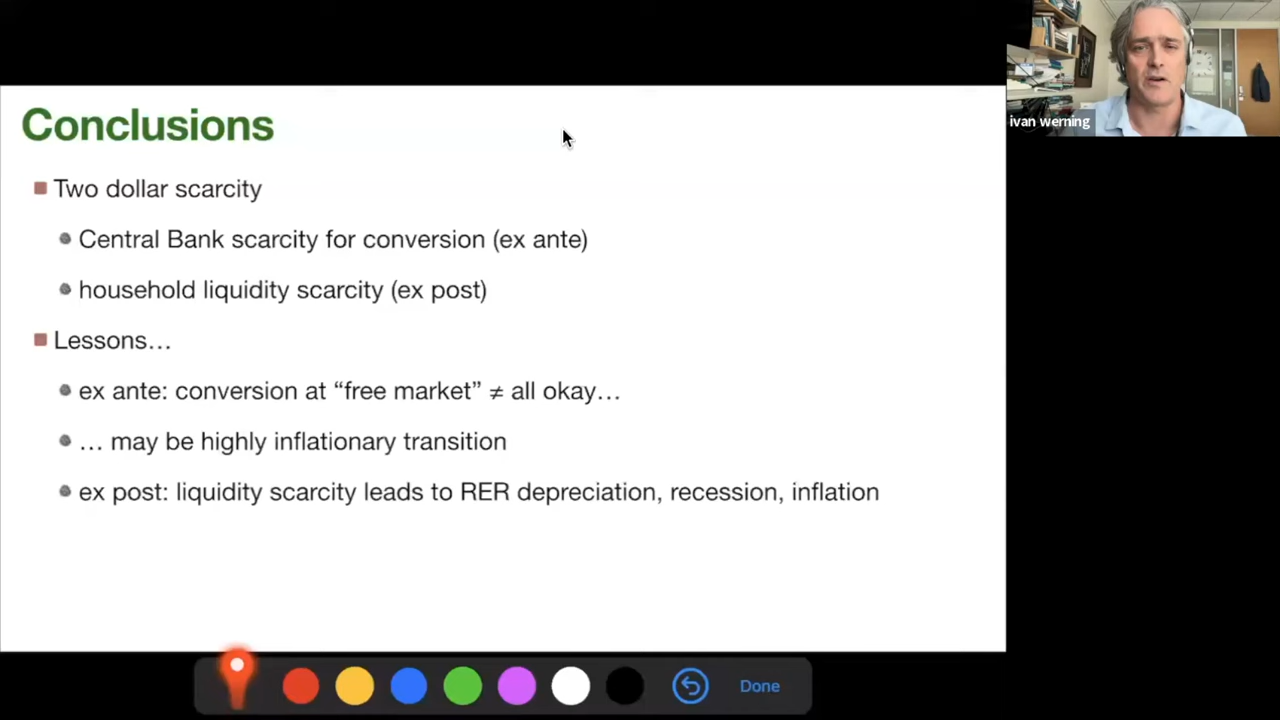 Conclusions
Two dollar scarcity
Central Bank scarcity for conversion (ex ante)
household liquidity scarcity (ex post)
Lessons…
ex ante: conversion at “free market” ≠ all okay…
… may be highly inflationary transition
ex post: liquidity scarcity leads to RER depreciation, recession, inflation
ivan werning
Done